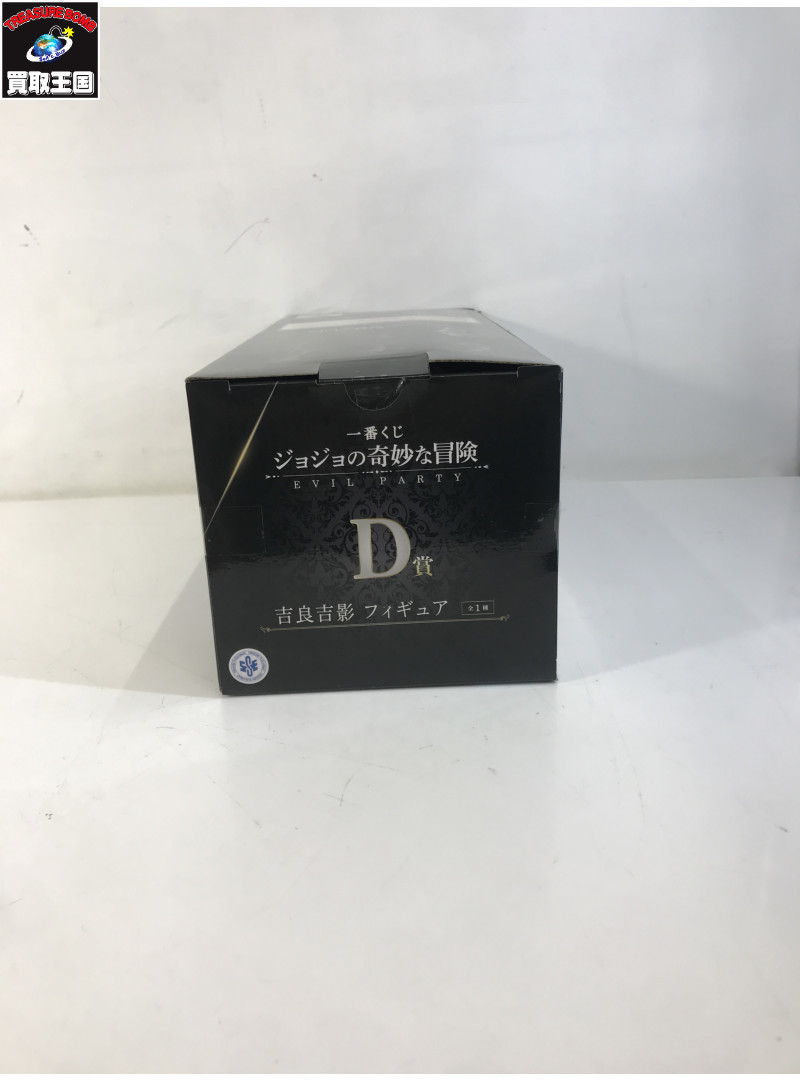 TREASURE BOMB
買取王国
一番くじ
ジョジョの奇妙な冒険
EVIL PARTY
D賞
吉良吉影 フィギュア 全1種